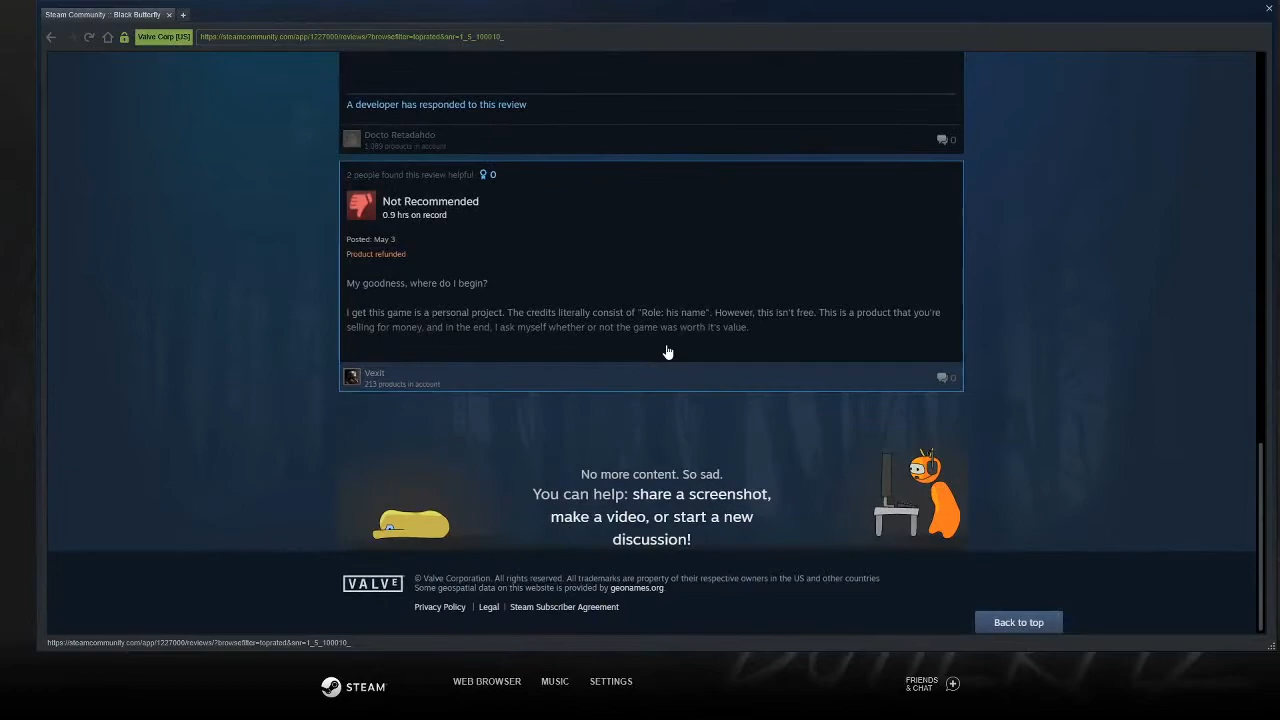 Steam Community :: Black Butterfly
Valve Corp [US]
https://steamcommunity.com/app/1227000/reviews/?browsefilter=toprated&snr=1_5_100010_
A developer has responded to this review
Docto Retadahdo
1 089 products in account
0
2 people found this review helpful 0
Not Recommended
0.9 hrs on record
Posted: May 3
Product refunded
My goodness, where do I begin?
I get this game is a personal project. The credits literally consist of "Role: his name". However, this isn't free. This is a product that you're
selling for money, and in the end, I ask myself whether or not the game was worth it's value.
Vexit
213 products in account
0
No more content. So sad.
You can help: share a screenshot,
make a video, or start a new
discussion!
VALVE
© Valve Corporation. All rights reserved. All trademarks are property of their respective owners in the US and other countries
Some geospatial data on this website is provided by geonames.org.
Privacy Policy | Legal | Steam Subscriber Agreement
Back to top
https://steamcommunity.com/app/1227000/reviews/?browsefilter=toprated&snr=1_5_100010_
STEAM
WEB BROWSER
MUSIC
SETTINGS
FRIENDS
& CHAT